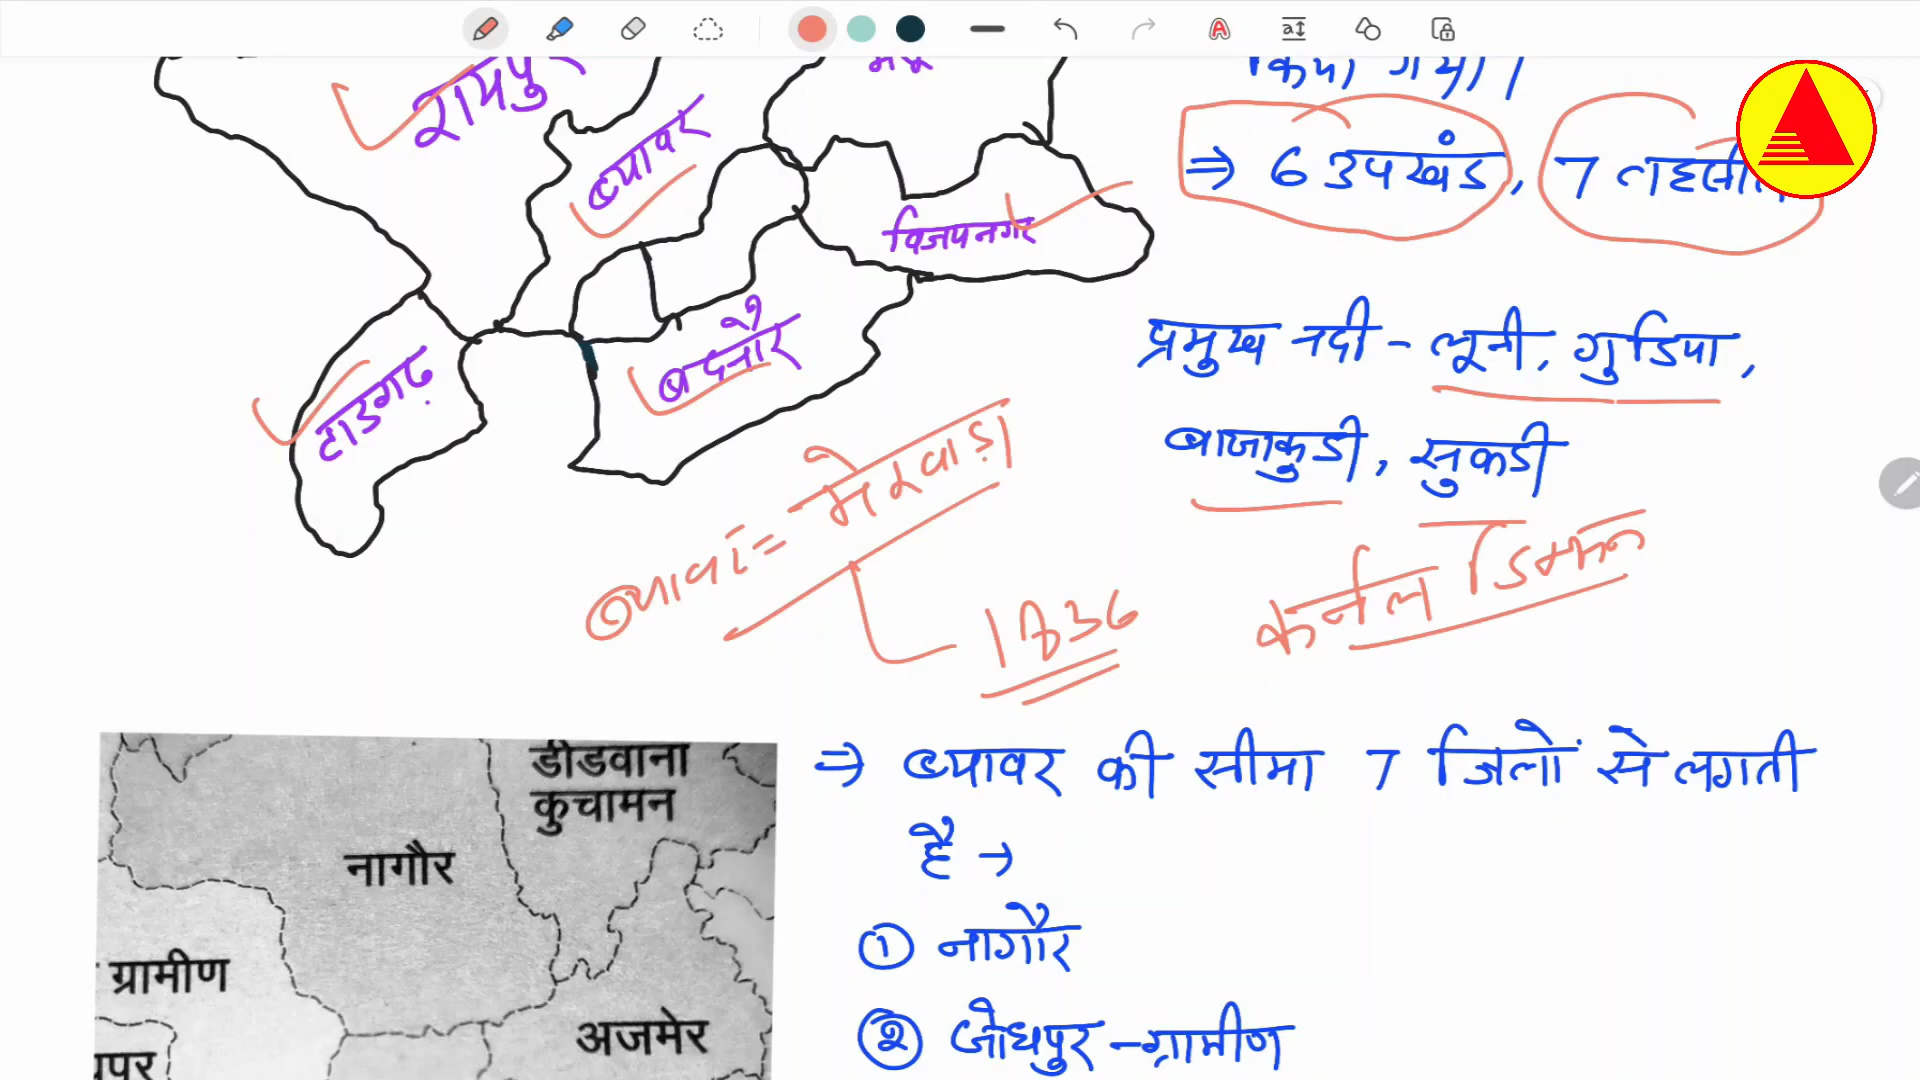 रायपुर
ब्यावर
किया गया।
⇒ 6 उपखंड, 7 तहसील
विजयनगर
बदनौर
टाडगढ़
प्रमुख नदी - लूनी, गुडिया,
बाजाकुडी, सुकडी
ब्यावर = मेरवाड़ा
1836
कर्नल डिक्सन
⇒ ब्यावर की सीमा 7 जिलों से लगती
है →
① नागौर
② जोधपुर - ग्रामीण
डीडवाना
कुचामन
नागौर
ग्रामीण
अजमेर